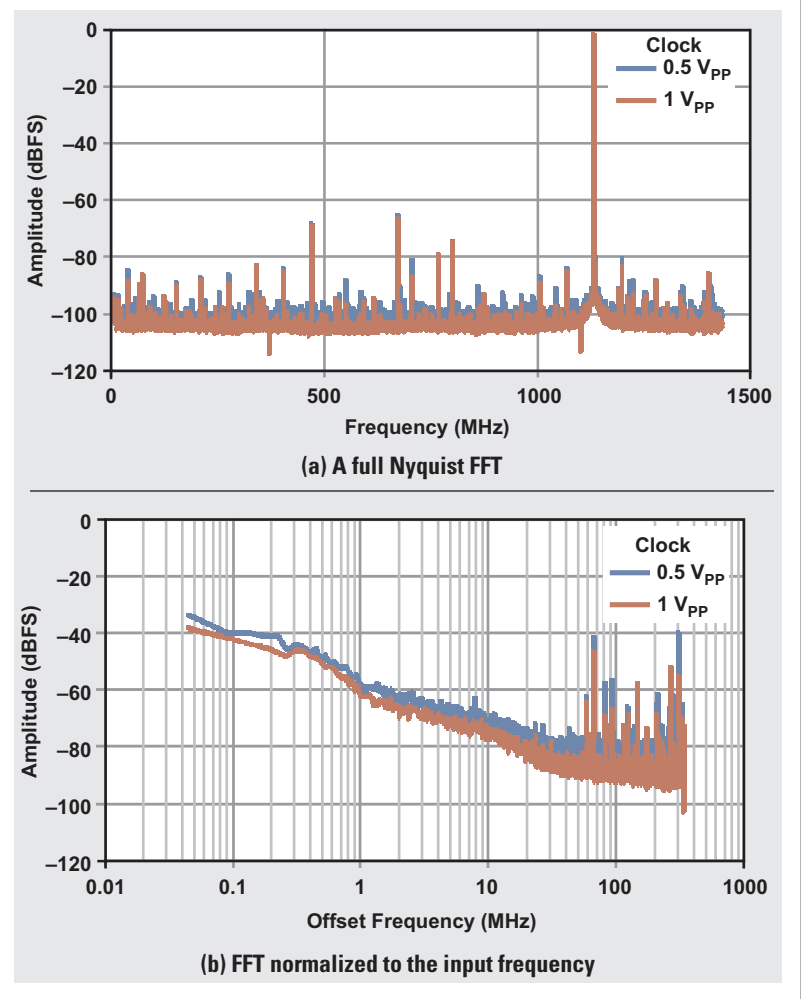 Clock
0.5 VPP
1 VPP
Amplitude (dBFS)
0
–20
–40
–60
–80
–100
–120
0
500
1000
1500
Frequency (MHz)
(a) A full Nyquist FFT
Clock
0.5 VPP
1 VPP
Amplitude (dBFS)
0
–20
–40
–60
–80
–100
–120
0.01
0.1
1
10
100
1000
Offset Frequency (MHz)
(b) FFT normalized to the input frequency